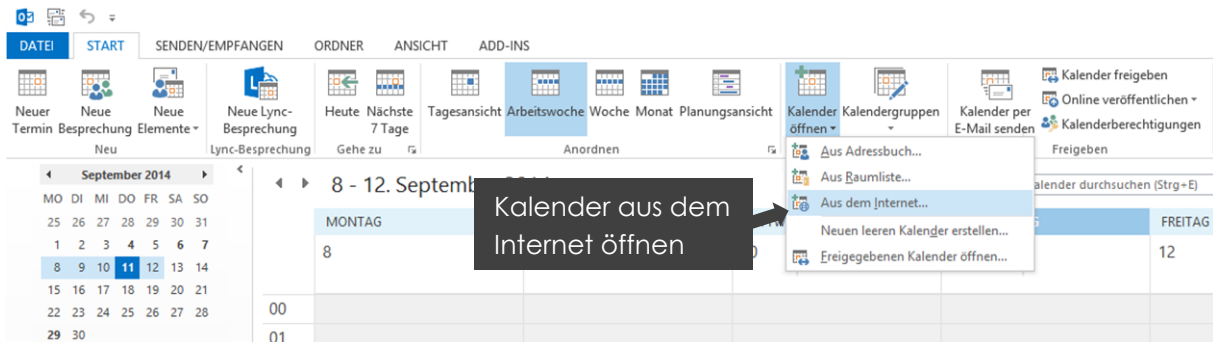 DATEI START SENDEN/EMPFANGEN ORDNER ANSICHT ADD-INS
Neuer Termin
Neue Besprechung
Neue Elemente
Neu
Neue Lync-Besprechung
Lync-Besprechung
Heute
Nächste 7 Tage
Gehe zu
Tagesansicht Arbeitswoche Woche Monat Planungsansicht
Anordnen
Kalender öffnen
Kalendergruppen
Kalender per E-Mail senden
Kalender freigeben
Online veröffentlichen
Kalenderberechtigungen
Freigeben
Aus Adressbuch...
Aus Raumliste...
Aus dem Internet...
Neuen leeren Kalender erstellen...
Freigegebenen Kalender öffnen...
September 2014
MO DI MI DO FR SA SO
25 26 27 28 29 30 31
1 2 3 4 5 6 7
8 9 10 11 12 13 14
15 16 17 18 19 20 21
22 23 24 25 26 27 28
29 30
8 - 12. Septemb
alender durchsuchen (Strg+E)
MONTAG
FREITAG
8
12
00
01
Kalender aus dem
Internet öffnen